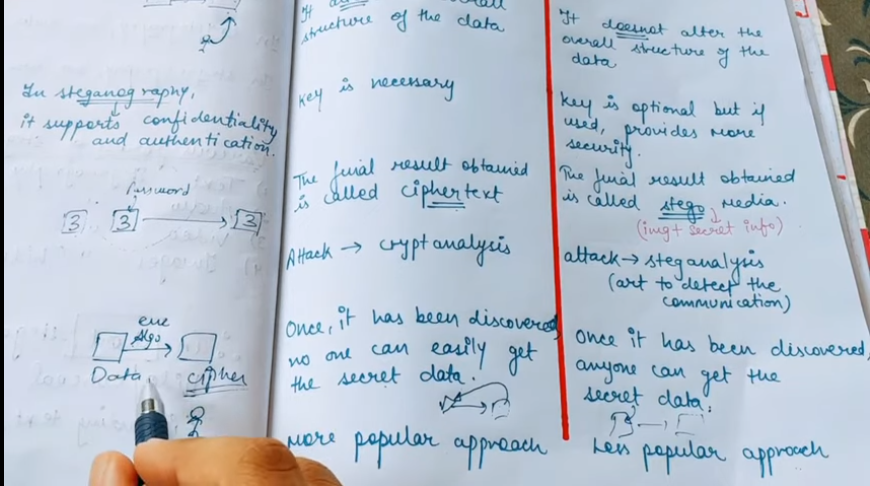 In steganography,
it supports confidentiality
and authentication.
Password
3 3 3
enc
Algo
Data cipher
structure of the data
Key is necessary
The final result obtained
is called ciphertext
Attack → cryptanalysis
Once, it has been discovered,
no one can easily get
the secret data.
More popular approach
It doesnot alter the
overall structure of the
data
Key is optional but if
used, provides more
security.
The final result obtained
is called stego media.
(img+ secret info)
attack → steganalysis
(art to detect the
communication)
Once it has been discovered,
anyone can get the
secret data.
Less popular approach